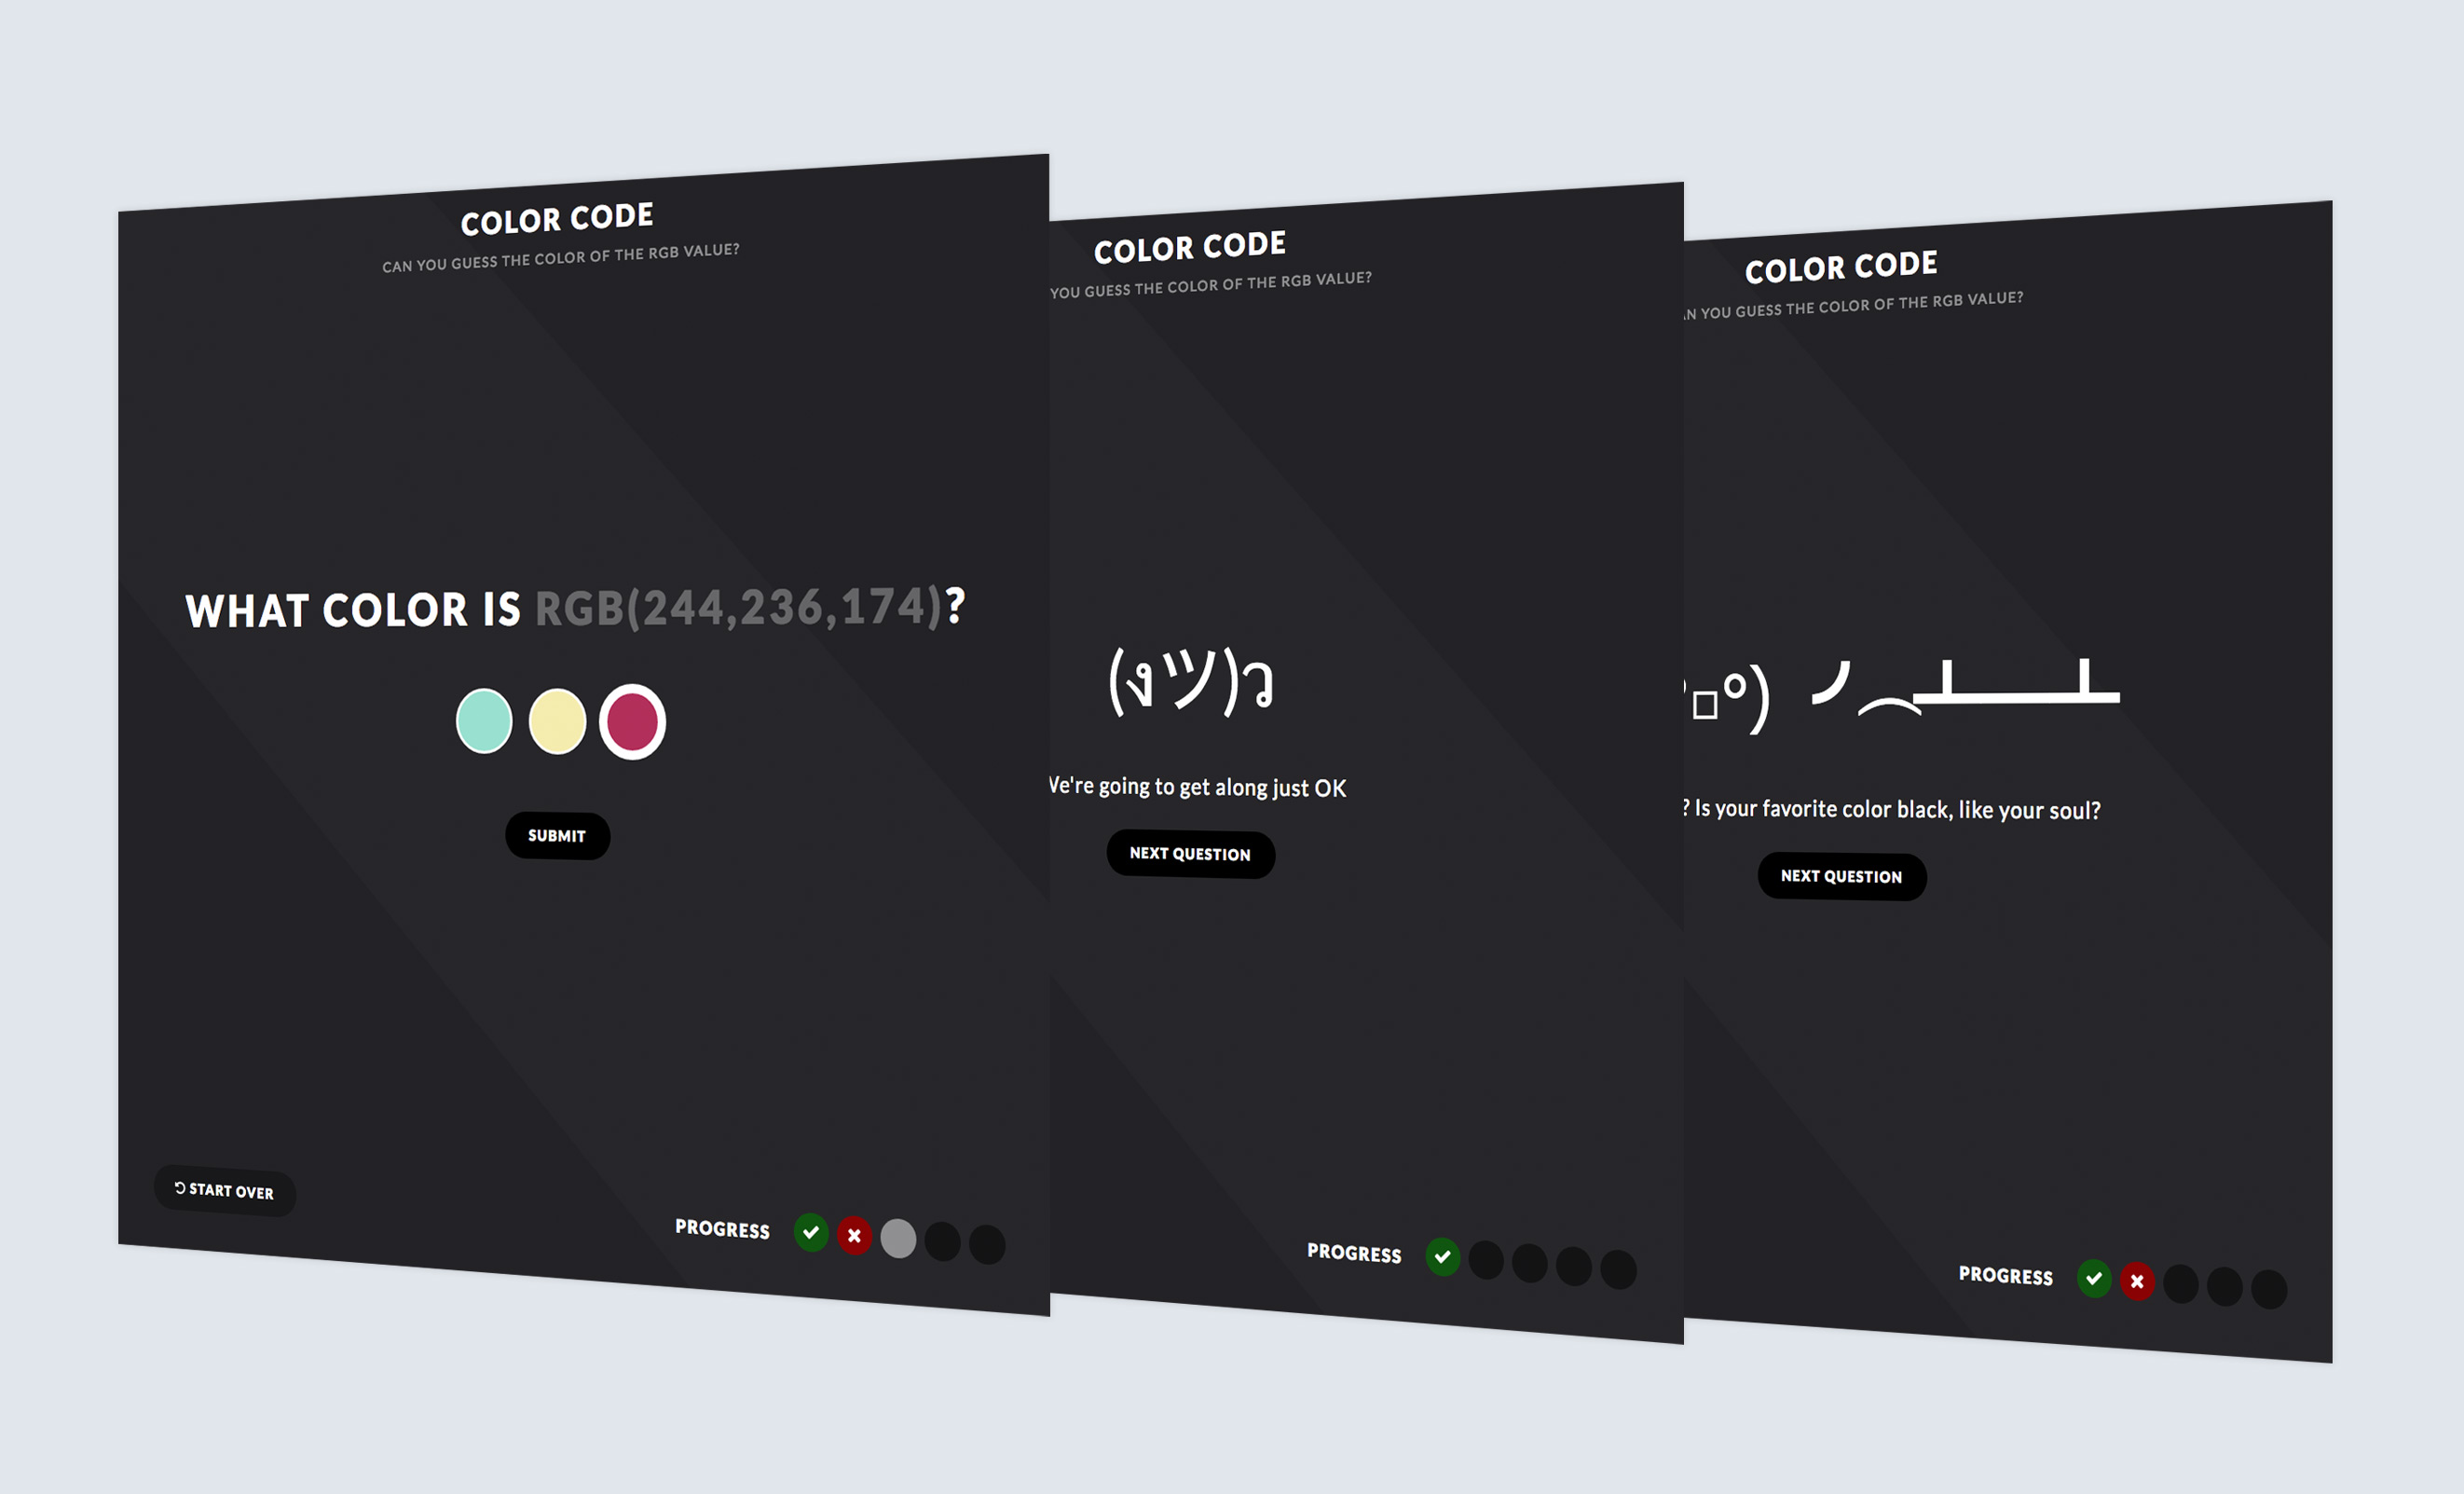 COLOR CODE
CAN YOU GUESS THE COLOR OF THE RGB VALUE?
WHAT COLOR IS RGB(244,236,174)?
SUBMIT
START OVER
PROGRESS
COLOR CODE
YOU GUESS THE COLOR OF THE RGB VALUE?
(งツ)ว
We're going to get along just OK
NEXT QUESTION
PROGRESS
COLOR CODE
YOU GUESS THE COLOR OF THE RGB VALUE?
□°) ╯︵┻━┻
? Is your favorite color black, like your soul?
NEXT QUESTION
PROGRESS